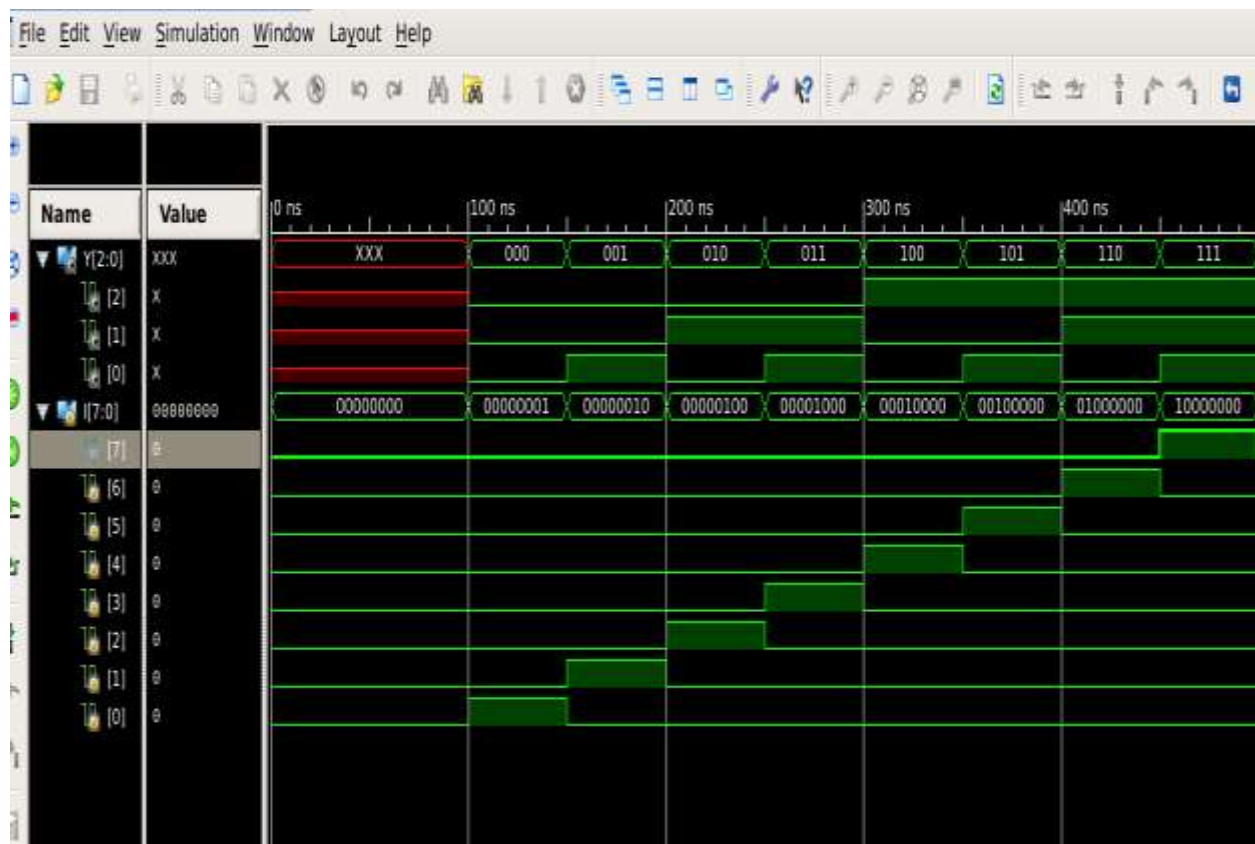 File Edit View Simulation Window Layout Help
Name Value 0 ns 100 ns 200 ns 300 ns 400 ns
Y[2:0] XXX XXX 000 001 010 011 100 101 110 111
[2] X
[1] X
[0] X
I[7:0] 00000000 00000000 00000001 00000010 00000100 00001000 00010000 00100000 01000000 10000000
[7] 0
[6] 0
[5] 0
[4] 0
[3] 0
[2] 0
[1] 0
[0] 0